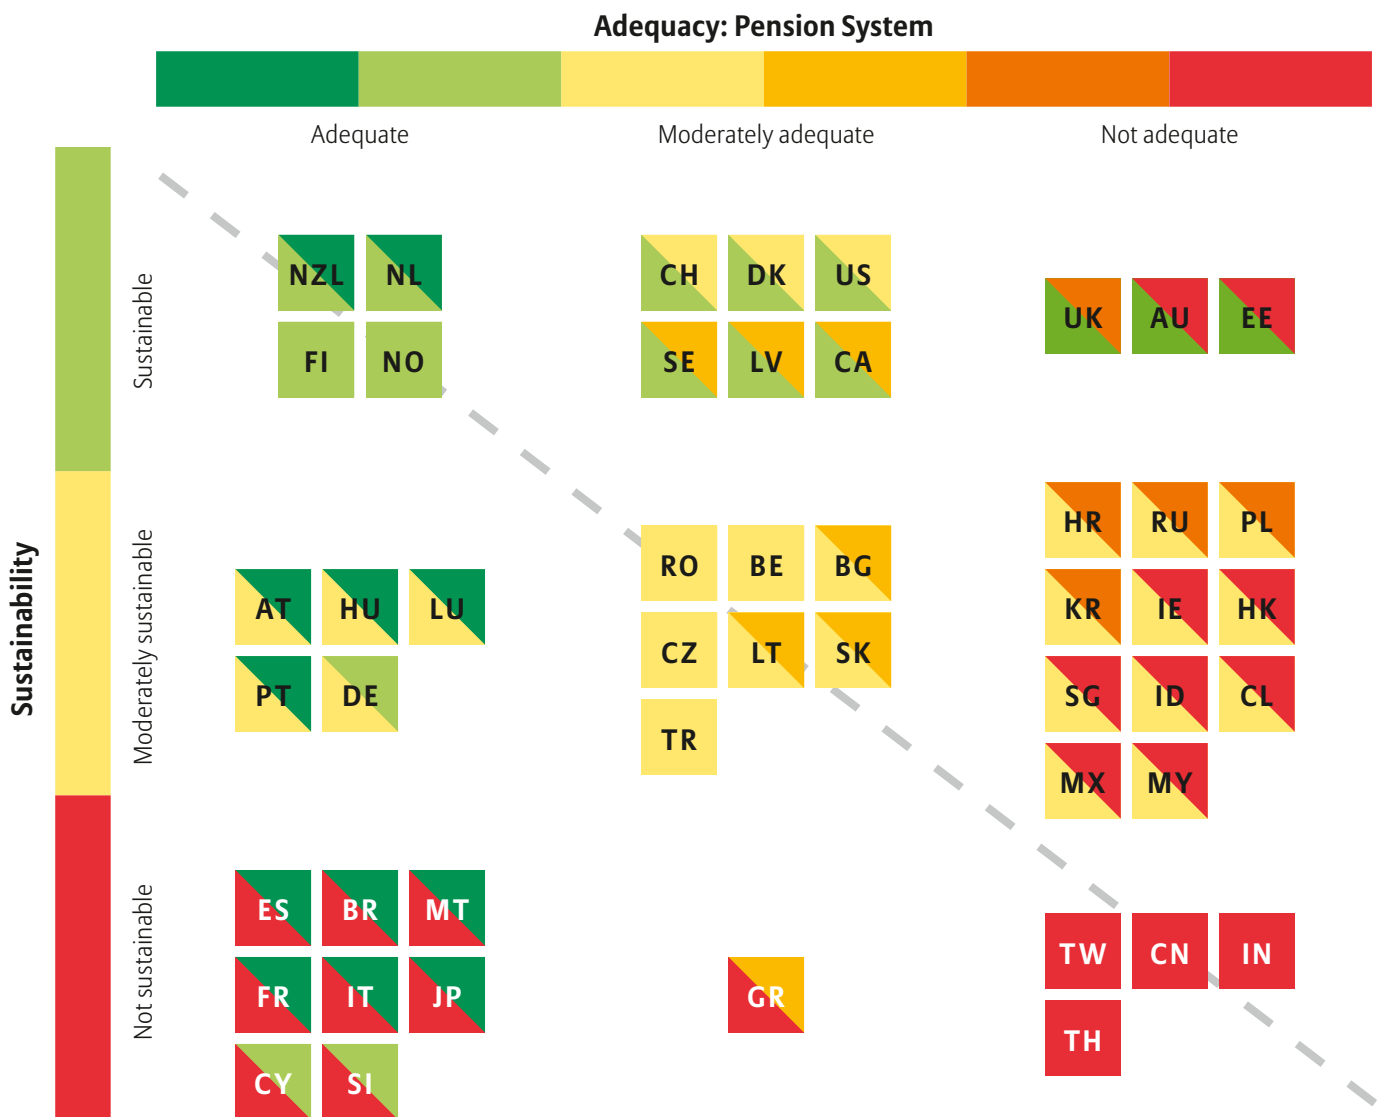 Adequacy: Pension System
Adequate
Moderately adequate
Not adequate
Sustainability
Sustainable
NZL NL
FI NO
CH DK US
SE LV CA
UK AU EE
Moderately sustainable
AT HU LU
PT DE
RO BE BG
CZ LT SK
TR
HR RU PL
KR IE HK
SG ID CL
MX MY
Not sustainable
ES BR MT
FR IT JP
CY SI
GR
TW CN IN
TH